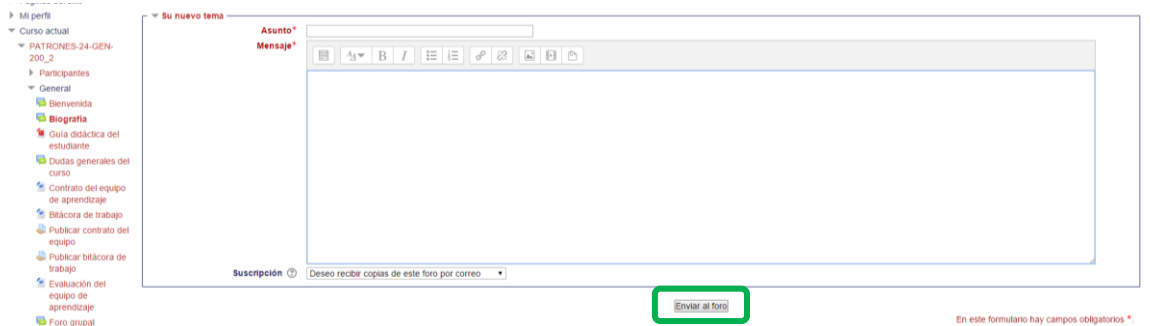 Mi perfil
Curso actual
PATRONES-24-GEN-
200_2
Participantes
General
Bienvenida
Biografía
Guía didáctica del
estudiante
Dudas generales del
curso
Contrato del equipo
de aprendizaje
Bitácora de trabajo
Publicar contrato del
equipo
Publicar bitácora de
trabajo
Evaluación del
equipo de
aprendizaje
Foro grupal
Su nuevo tema
Asunto*
Mensaje*
B I
Suscripción
Deseo recibir copias de este foro por correo
Enviar al foro
En este formulario hay campos obligatorios *.